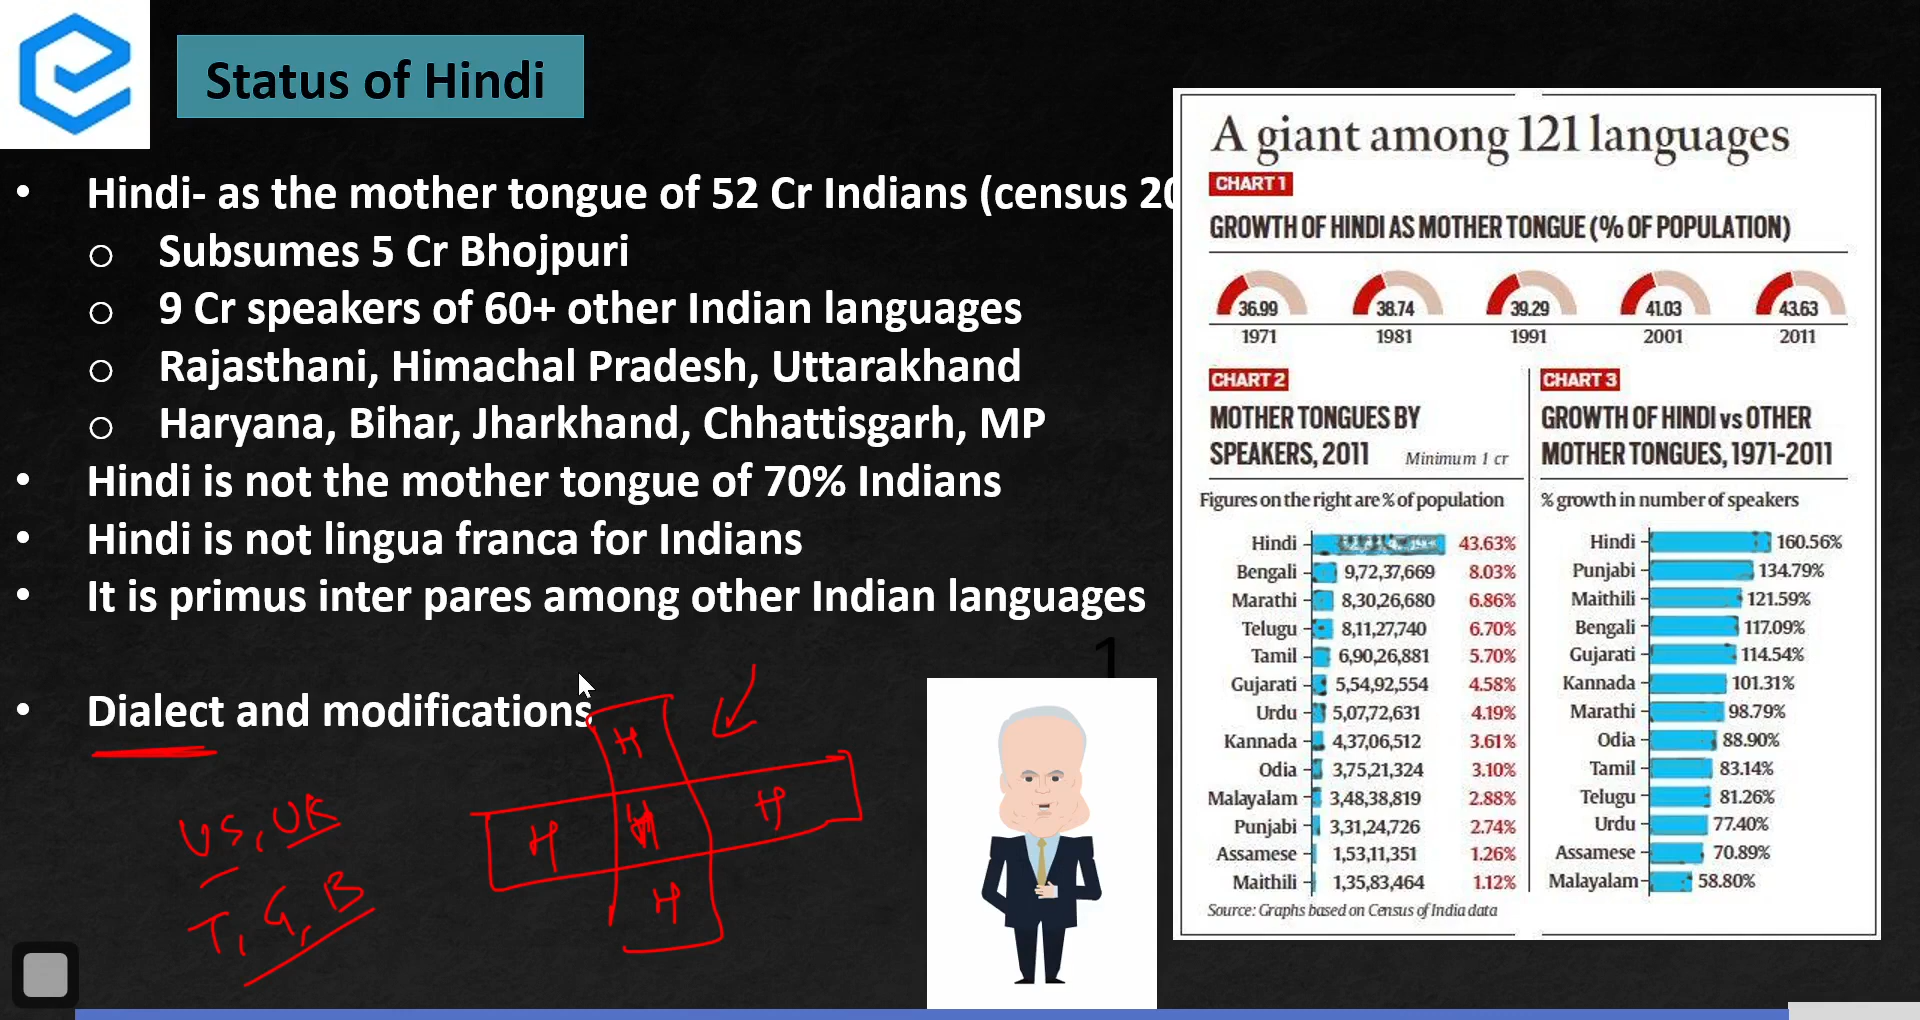 Status of Hindi
• Hindi- as the mother tongue of 52 Cr Indians (census 20
o Subsumes 5 Cr Bhojpuri
o 9 Cr speakers of 60+ other Indian languages
o Rajasthani, Himachal Pradesh, Uttarakhand
o Haryana, Bihar, Jharkhand, Chhattisgarh, MP
• Hindi is not the mother tongue of 70% Indians
• Hindi is not lingua franca for Indians
• It is primus inter pares among other Indian languages
• Dialect and modifications
1
H
H H H
H
US, UK
T, G, B
A giant among 121 languages
CHART 1
GROWTH OF HINDI AS MOTHER TONGUE (% OF POPULATION)
36.99 38.74 39.29 41.03 43.63
1971 1981 1991 2001 2011
CHART 2
MOTHER TONGUES BY
SPEAKERS, 2011 Minimum 1 cr
Figures on the right are % of population
Hindi 43.63%
Bengali 9,72,37,669 8.03%
Marathi 8,30,26,680 6.86%
Telugu 8,11,27,740 6.70%
Tamil 6,90,26,881 5.70%
Gujarati 5,54,92,554 4.58%
Urdu 5,07,72,631 4.19%
Kannada 4,37,06,512 3.61%
Odia 3,75,21,324 3.10%
Malayalam 3,48,38,819 2.88%
Punjabi 3,31,24,726 2.74%
Assamese 1,53,11,351 1.26%
Maithili 1,35,83,464 1.12%
Source: Graphs based on Census of India data
CHART 3
GROWTH OF HINDI vs OTHER
MOTHER TONGUES, 1971-2011
% growth in number of speakers
Hindi 160.56%
Punjabi 134.79%
Maithili 121.59%
Bengali 117.09%
Gujarati 114.54%
Kannada 101.31%
Marathi 98.79%
Odia 88.90%
Tamil 83.14%
Telugu 81.26%
Urdu 77.40%
Assamese 70.89%
Malayalam 58.80%